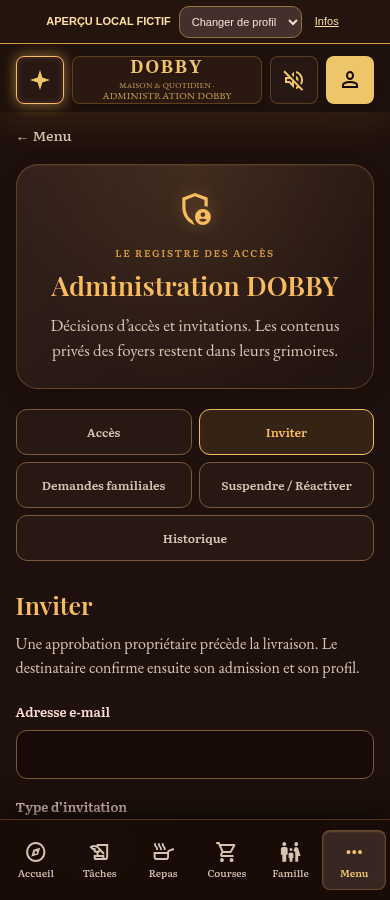 APERÇU LOCAL FICTIF Changer de profil Infos
DOBBY
MAISON & QUOTIDIEN ·
ADMINISTRATION DOBBY
← Menu
LE REGISTRE DES ACCÈS
Administration DOBBY
Décisions d’accès et invitations. Les contenus
privés des foyers restent dans leurs grimoires.
Accès Inviter
Demandes familiales Suspendre / Réactiver
Historique
Inviter
Une approbation propriétaire précède la livraison. Le
destinataire confirme ensuite son admission et son profil.
Adresse e-mail
Type d’invitation
Accueil Tâches Repas Courses Famille Menu